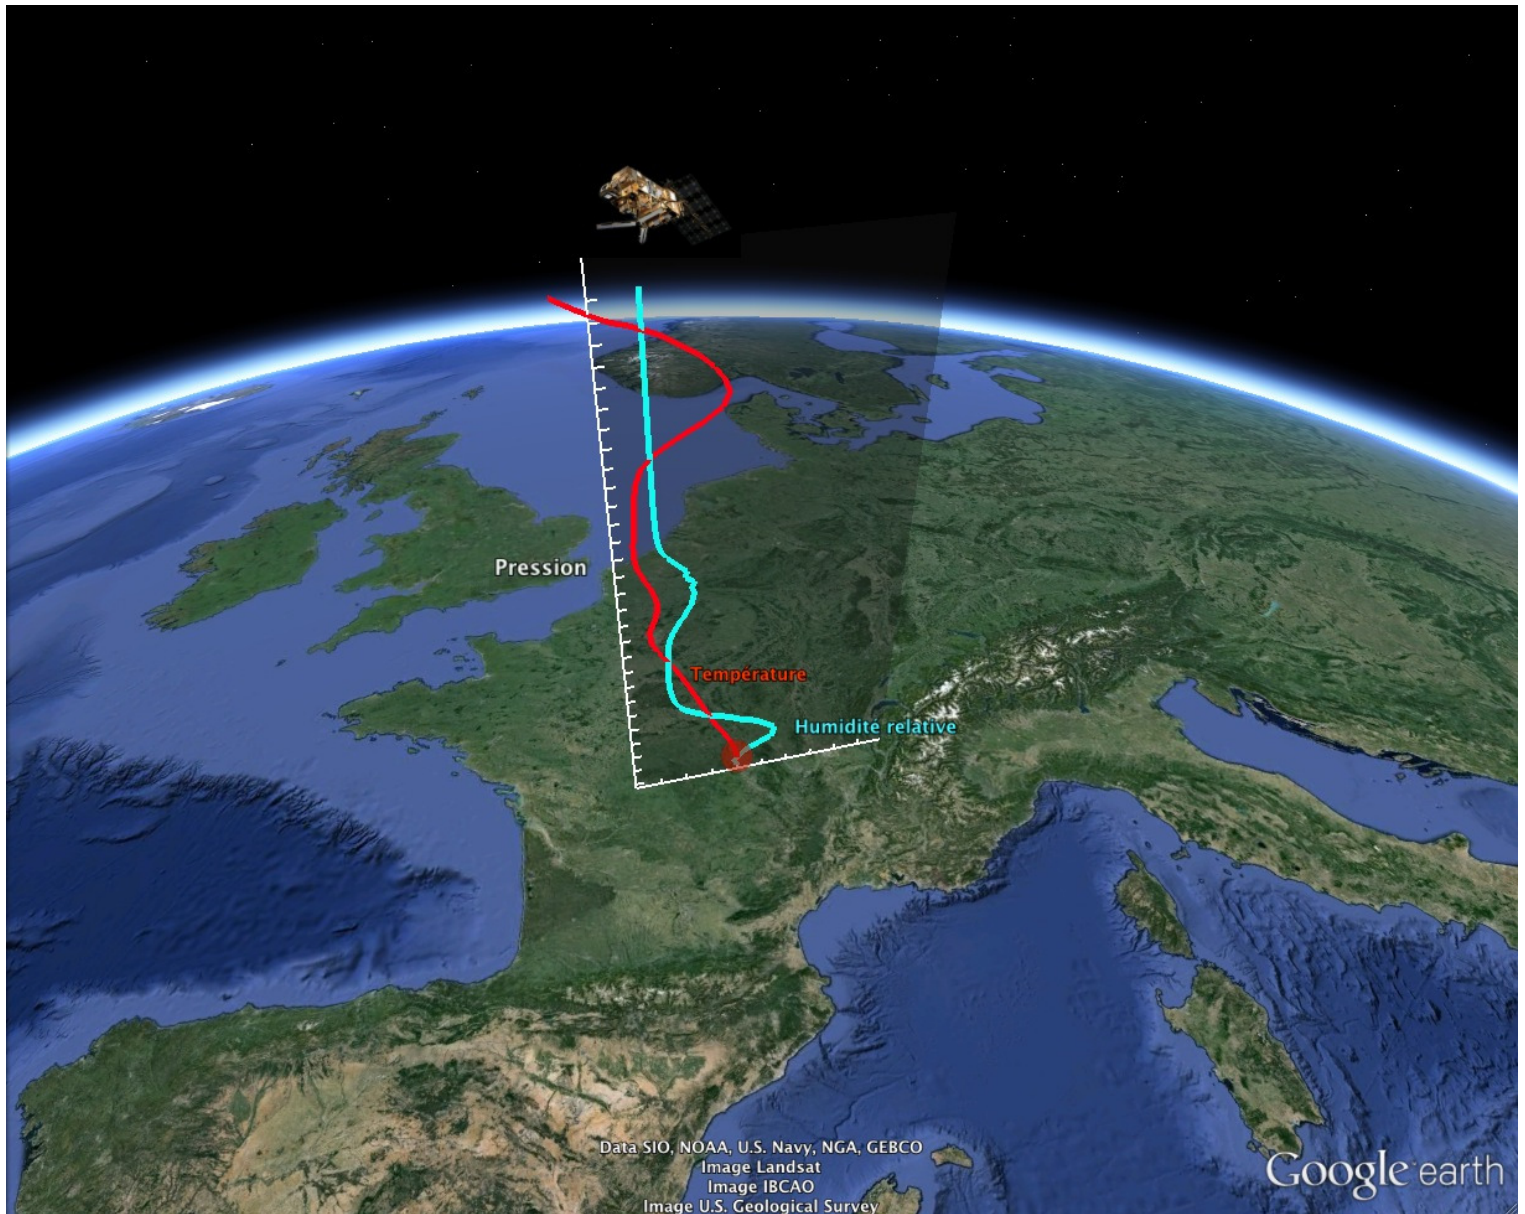 Pression
Température
Humidité relative
Data SIO, NOAA, U.S. Navy, NGA, GEBCO
Image Landsat
Image IBCAO
Image U.S. Geological Survey
Google earth